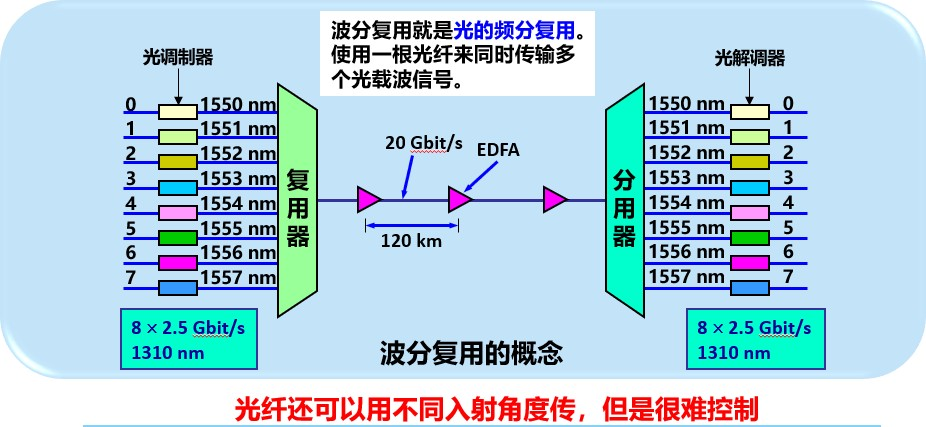 波分复用就是光的频分复用。
使用一根光纤来同时传输多
个光载波信号。
光调制器
光解调器
0 1550 nm
1 1551 nm
2 1552 nm
3 1553 nm
4 1554 nm
5 1555 nm
6 1556 nm
7 1557 nm
复用器
20 Gbit/s
EDFA
120 km
分用器
1550 nm 0
1551 nm 1
1552 nm 2
1553 nm 3
1554 nm 4
1555 nm 5
1556 nm 6
1557 nm 7
8 × 2.5 Gbit/s
1310 nm
8 × 2.5 Gbit/s
1310 nm
波分复用的概念
光纤还可以用不同入射角度传，但是很难控制